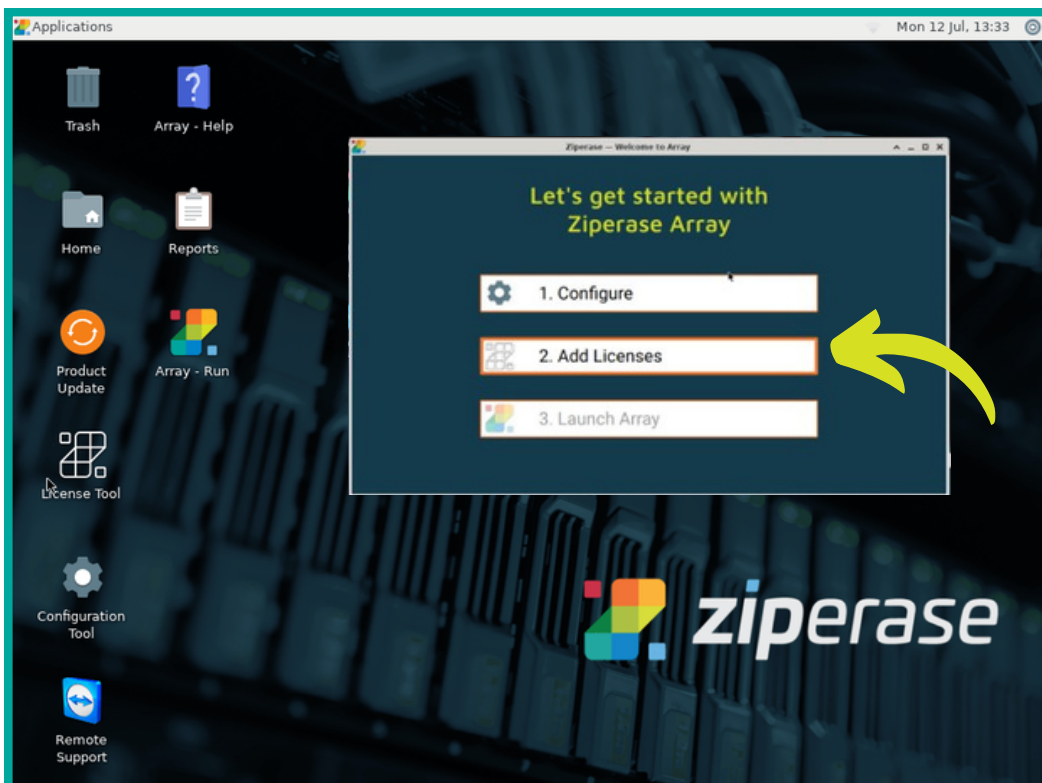 Applications
Mon 12 Jul, 13:33
Trash
Array - Help
Home
Reports
Product
Update
Array - Run
License Tool
Configuration
Tool
Remote
Support
Ziperase — Welcome to Array
Let's get started with
Ziperase Array
1. Configure
2. Add Licenses
3. Launch Array
ziperase